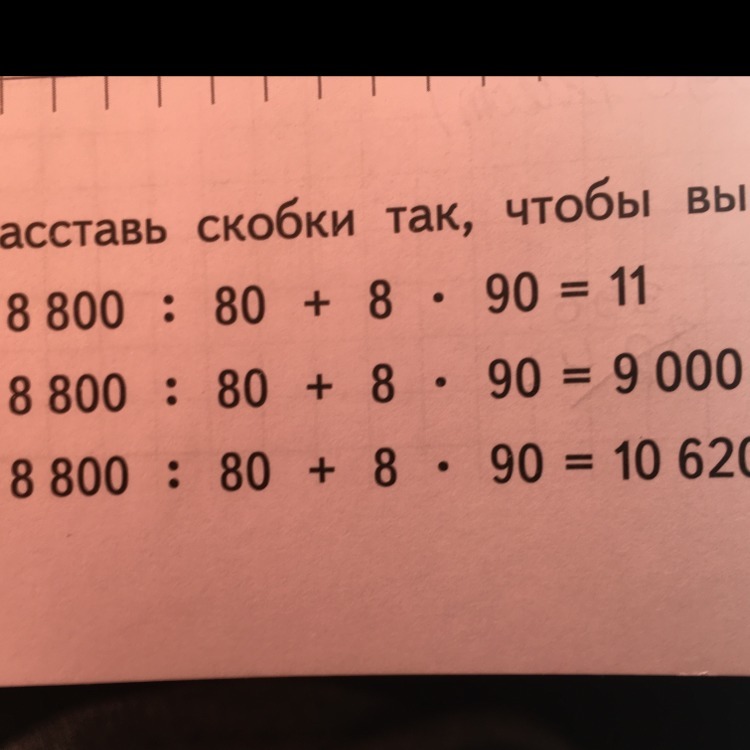 асставь скобки так, чтобы вы
8 800 : 80 + 8 · 90 = 11
8 800 : 80 + 8 · 90 = 9 000
8 800 : 80 + 8 · 90 = 10 620